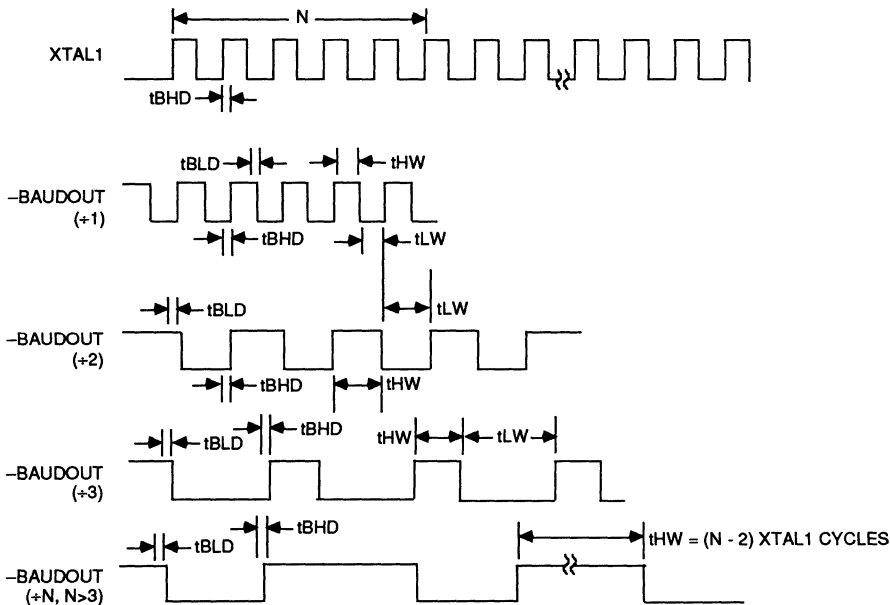 N
XTAL1
tBHD
tBLD
tHW
–BAUDOUT
(÷1)
tBHD
tLW
tBLD
tLW
–BAUDOUT
(÷2)
tBHD
tHW
tBLD
tBHD
tHW
tLW
–BAUDOUT
(÷3)
tBLD
tBHD
tHW = (N - 2) XTAL1 CYCLES
–BAUDOUT
(÷N, N>3)